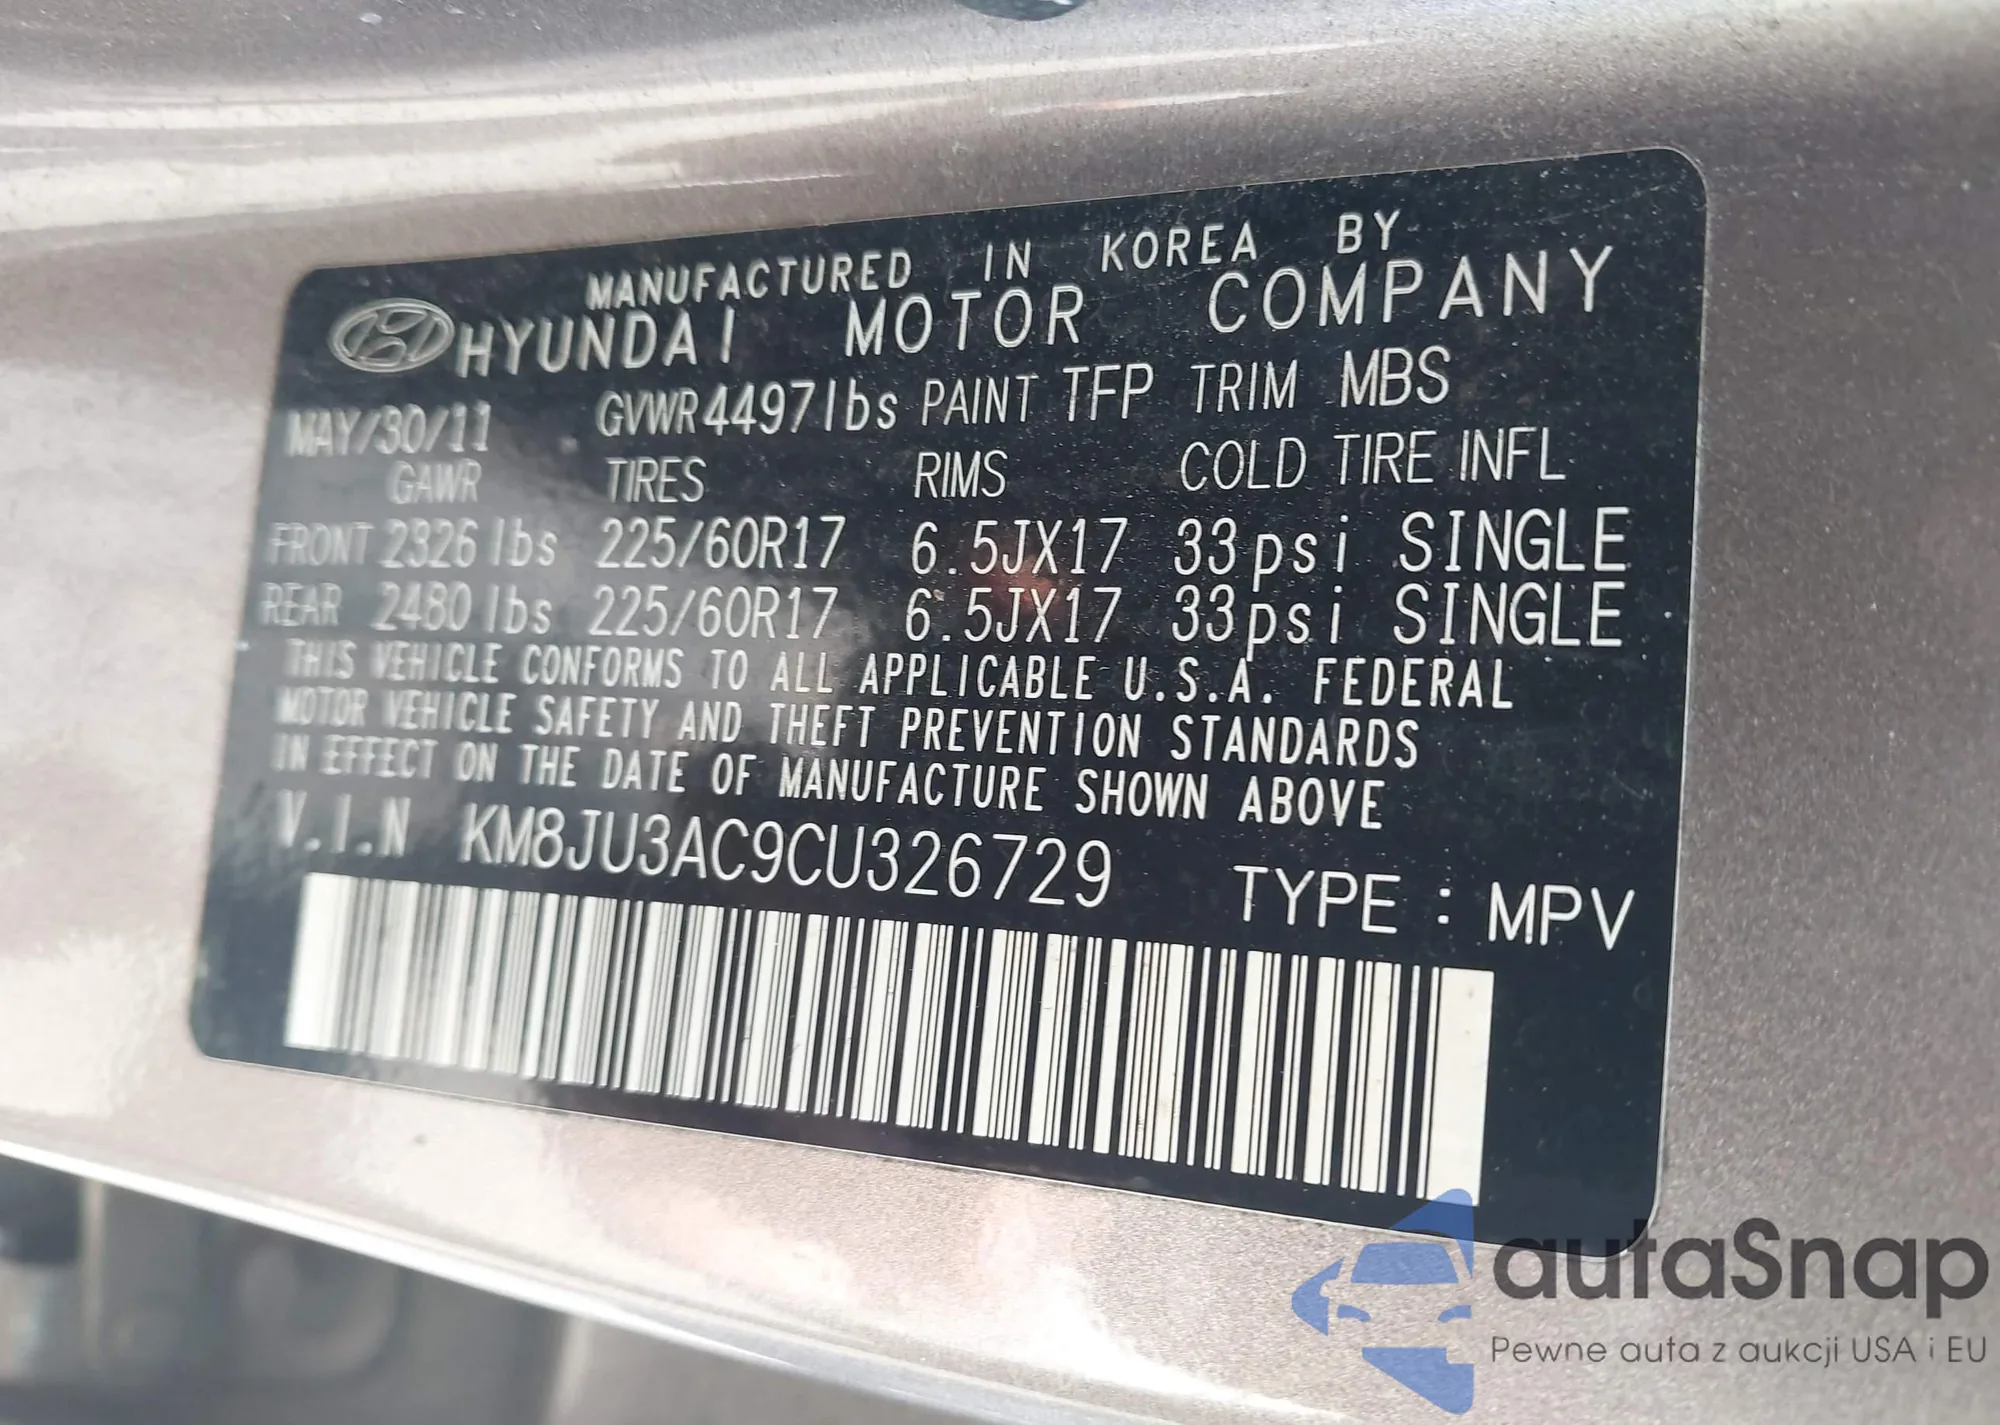 MANUFACTURED IN KOREA BY
HYUNDAI MOTOR COMPANY
MAY/30/11 GVWR 4497lbs PAINT TFP TRIM MBS
GAWR TIRES RIMS COLD TIRE INFL
FRONT 2326 lbs 225/60R17 6.5JX17 33psi SINGLE
REAR 2480 lbs 225/60R17 6.5JX17 33psi SINGLE
THIS VEHICLE CONFORMS TO ALL APPLICABLE U.S.A. FEDERAL
MOTOR VEHICLE SAFETY AND THEFT PREVENTION STANDARDS
IN EFFECT ON THE DATE OF MANUFACTURE SHOWN ABOVE
V.I.N KM8JU3AC9CU326729 TYPE : MPV
autaSnap
Pewne auta z aukcji USA i EU